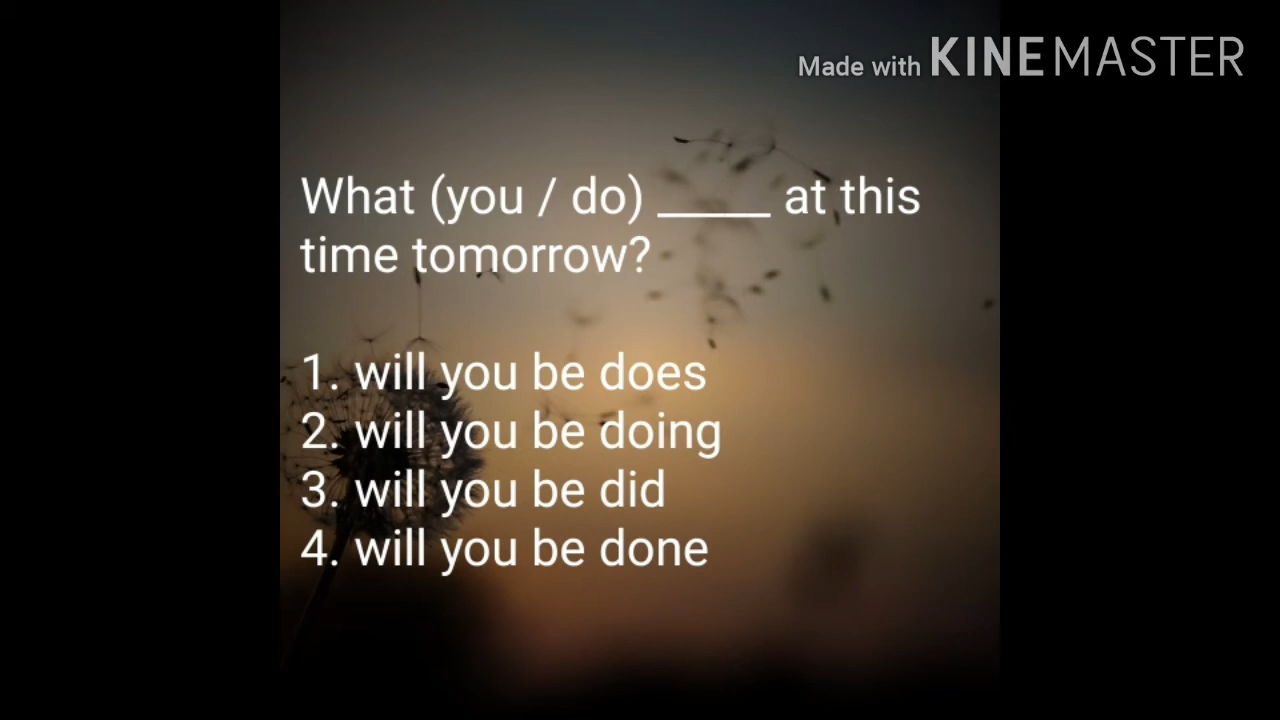 Made with KINEMASTER
What (you / do) _____ at this
time tomorrow?
1. will you be does
2. will you be doing
3. will you be did
4. will you be done